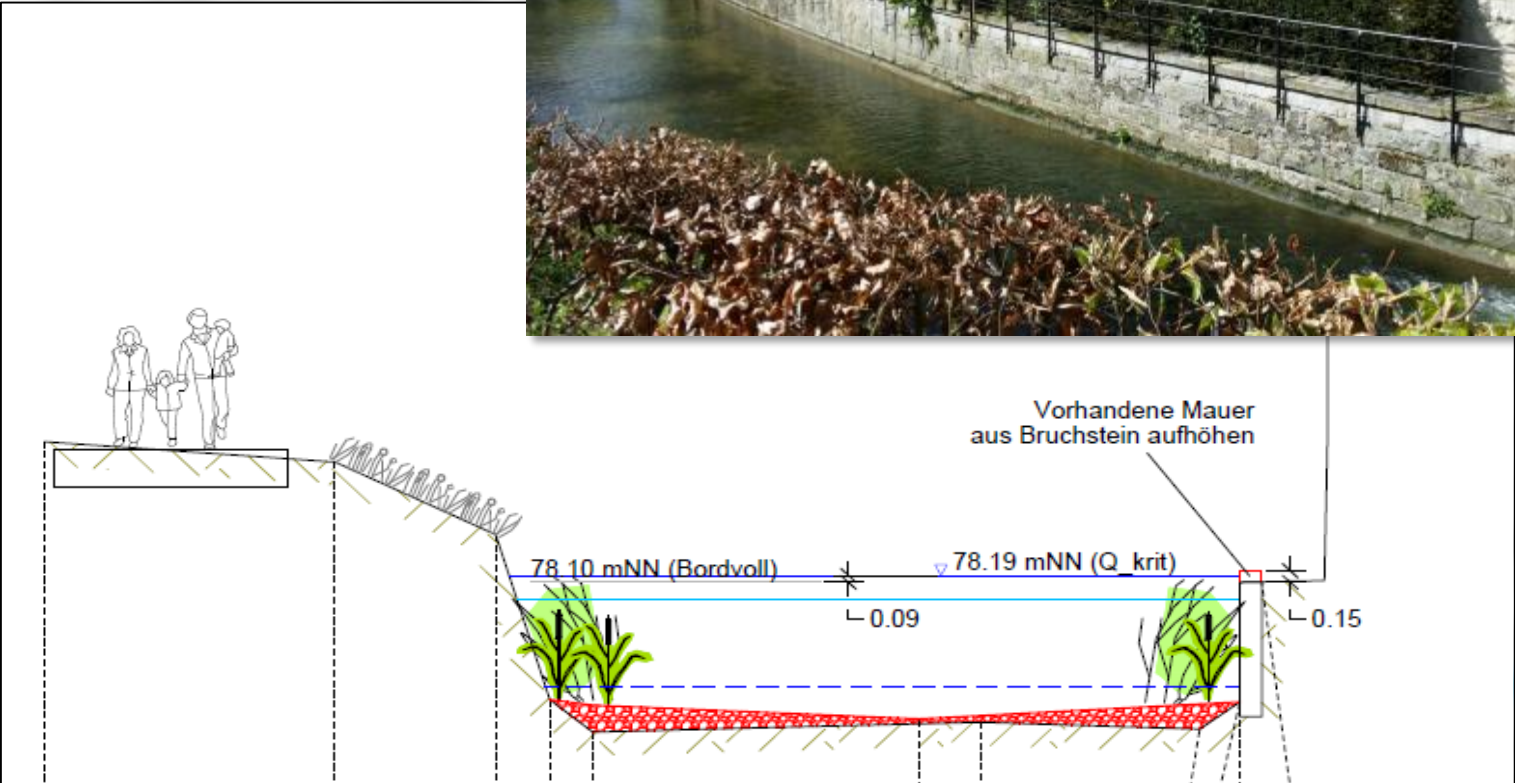 Vorhandene Mauer
aus Bruchstein aufhöhen
78.10 mNN (Bordvoll)
78.19 mNN (Q_krit)
0.09
0.15